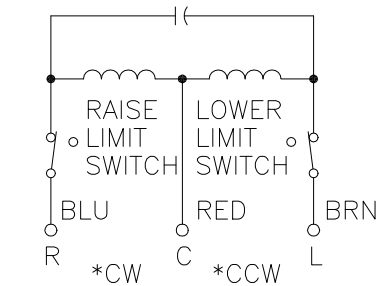 RAISE LOWER
LIMIT LIMIT
SWITCH SWITCH
BLU RED BRN
R C L
*CW *CCW